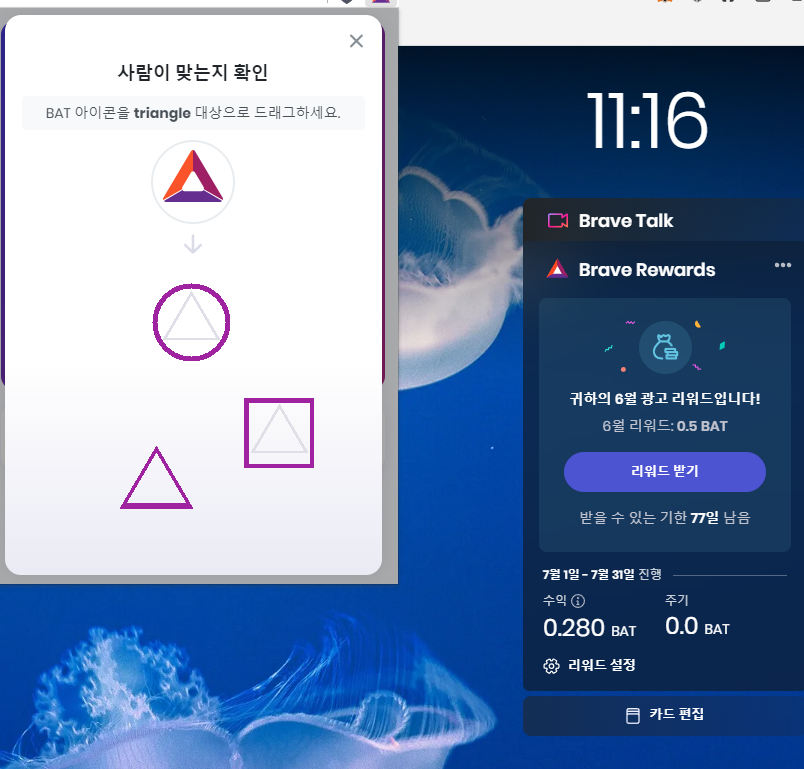 사람이 맞는지 확인
BAT 아이콘을 triangle 대상으로 드래그하세요.
11:16
Brave Talk
Brave Rewards
귀하의 6월 광고 리워드입니다!
6월 리워드: 0.5 BAT
리워드 받기
받을 수 있는 기한 77일 남음
7월 1일 – 7월 31일 진행
수익
주기
0.280 BAT
0.0 BAT
리워드 설정
카드 편집